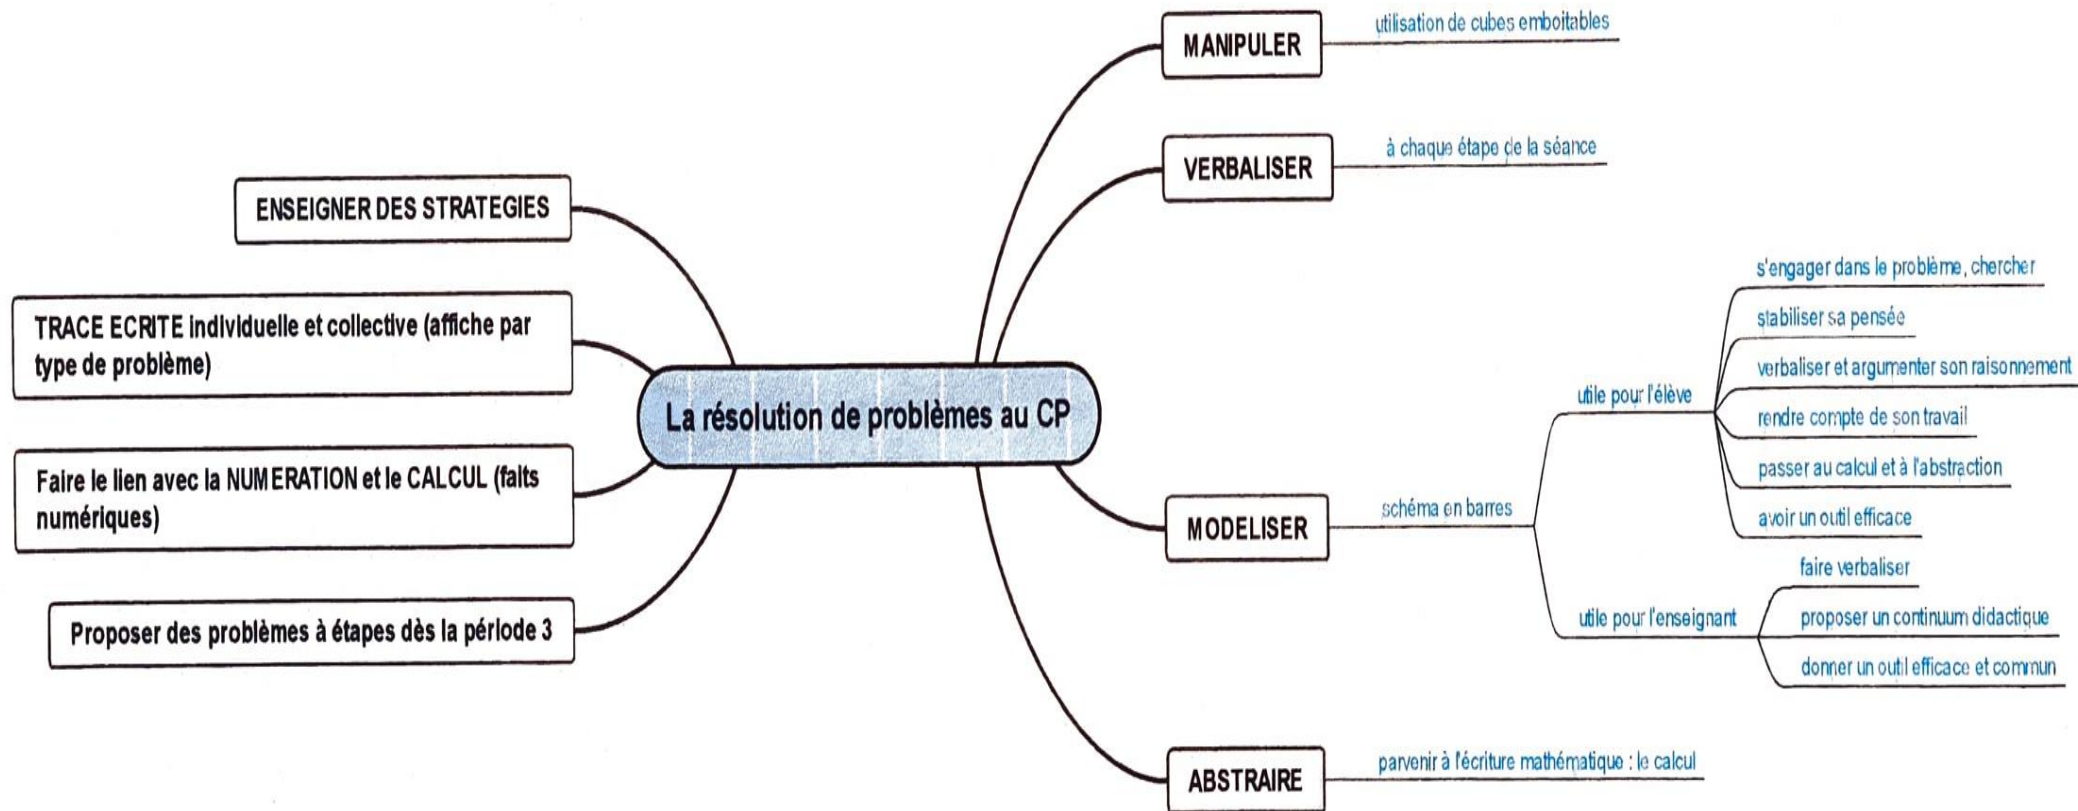 MANIPULER
utilisation de cubes emboitables
VERBALISER
à chaque étape de la séance
ENSEIGNER DES STRATEGIES
TRACE ECRITE individuelle et collective (affiche par
type de problème)
La résolution de problèmes au CP
Faire le lien avec la NUMERATION et le CALCUL (faits
numériques)
Proposer des problèmes à étapes dès la période 3
MODELISER
schéma en barres
utile pour l'élève
s'engager dans le problème, chercher
stabiliser sa pensée
verbaliser et argumenter son raisonnement
rendre compte de son travail
passer au calcul et à l'abstraction
avoir un outil efficace
utile pour l'enseignant
faire verbaliser
proposer un continuum didactique
donner un outil efficace et commun
ABSTRAIRE
parvenir à l'écriture mathématique : le calcul